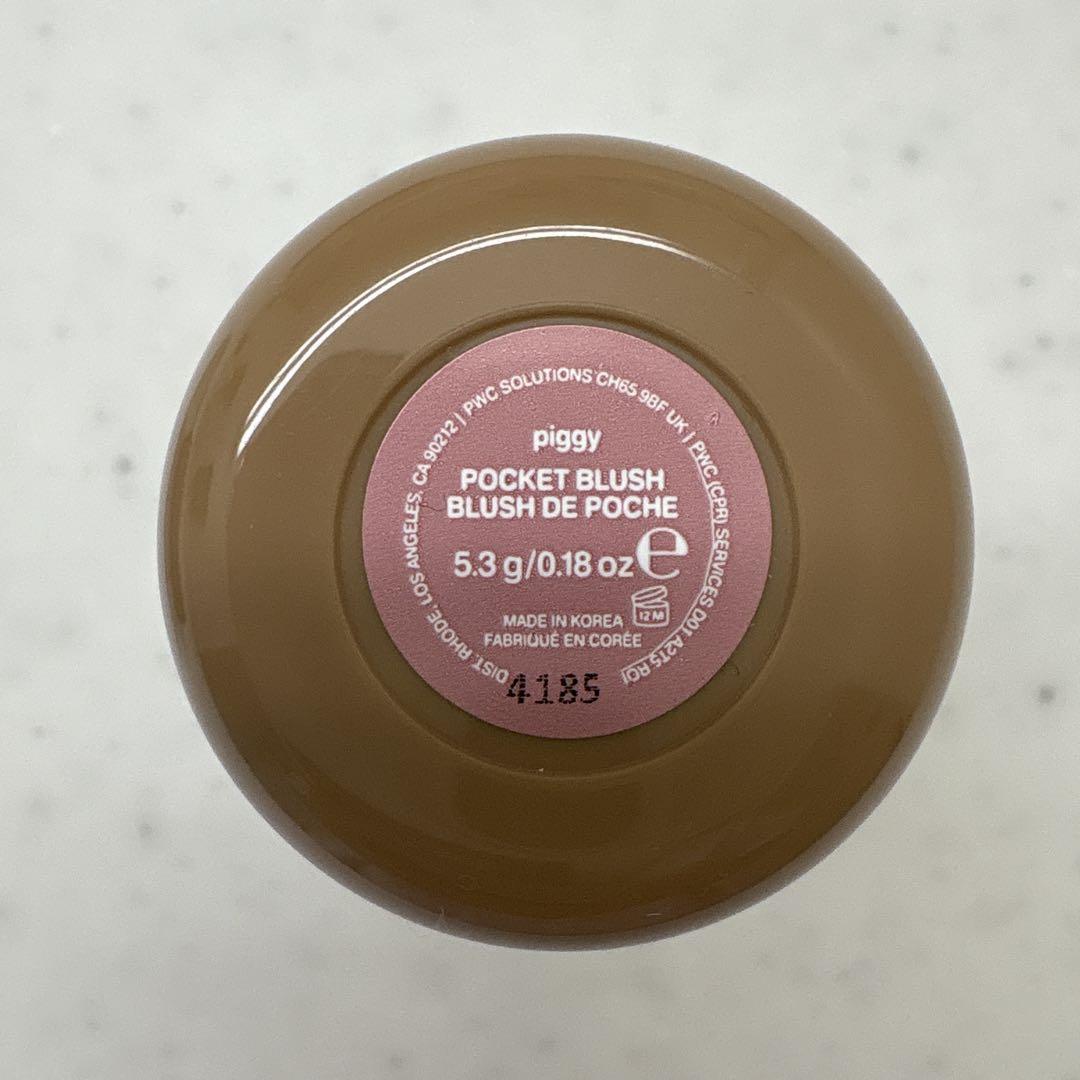 piggy
POCKET BLUSH
BLUSH DE POCHE
5.3 g/0.18 oz e
12 M
MADE IN KOREA
FABRIQUÉ EN CORÉE
DIST. RHODE, LOS ANGELES, CA 90212 | PWC SOLUTIONS CH65 9BF UK | PWC (CPR) SERVICES D01 A2T5 ROI
4185